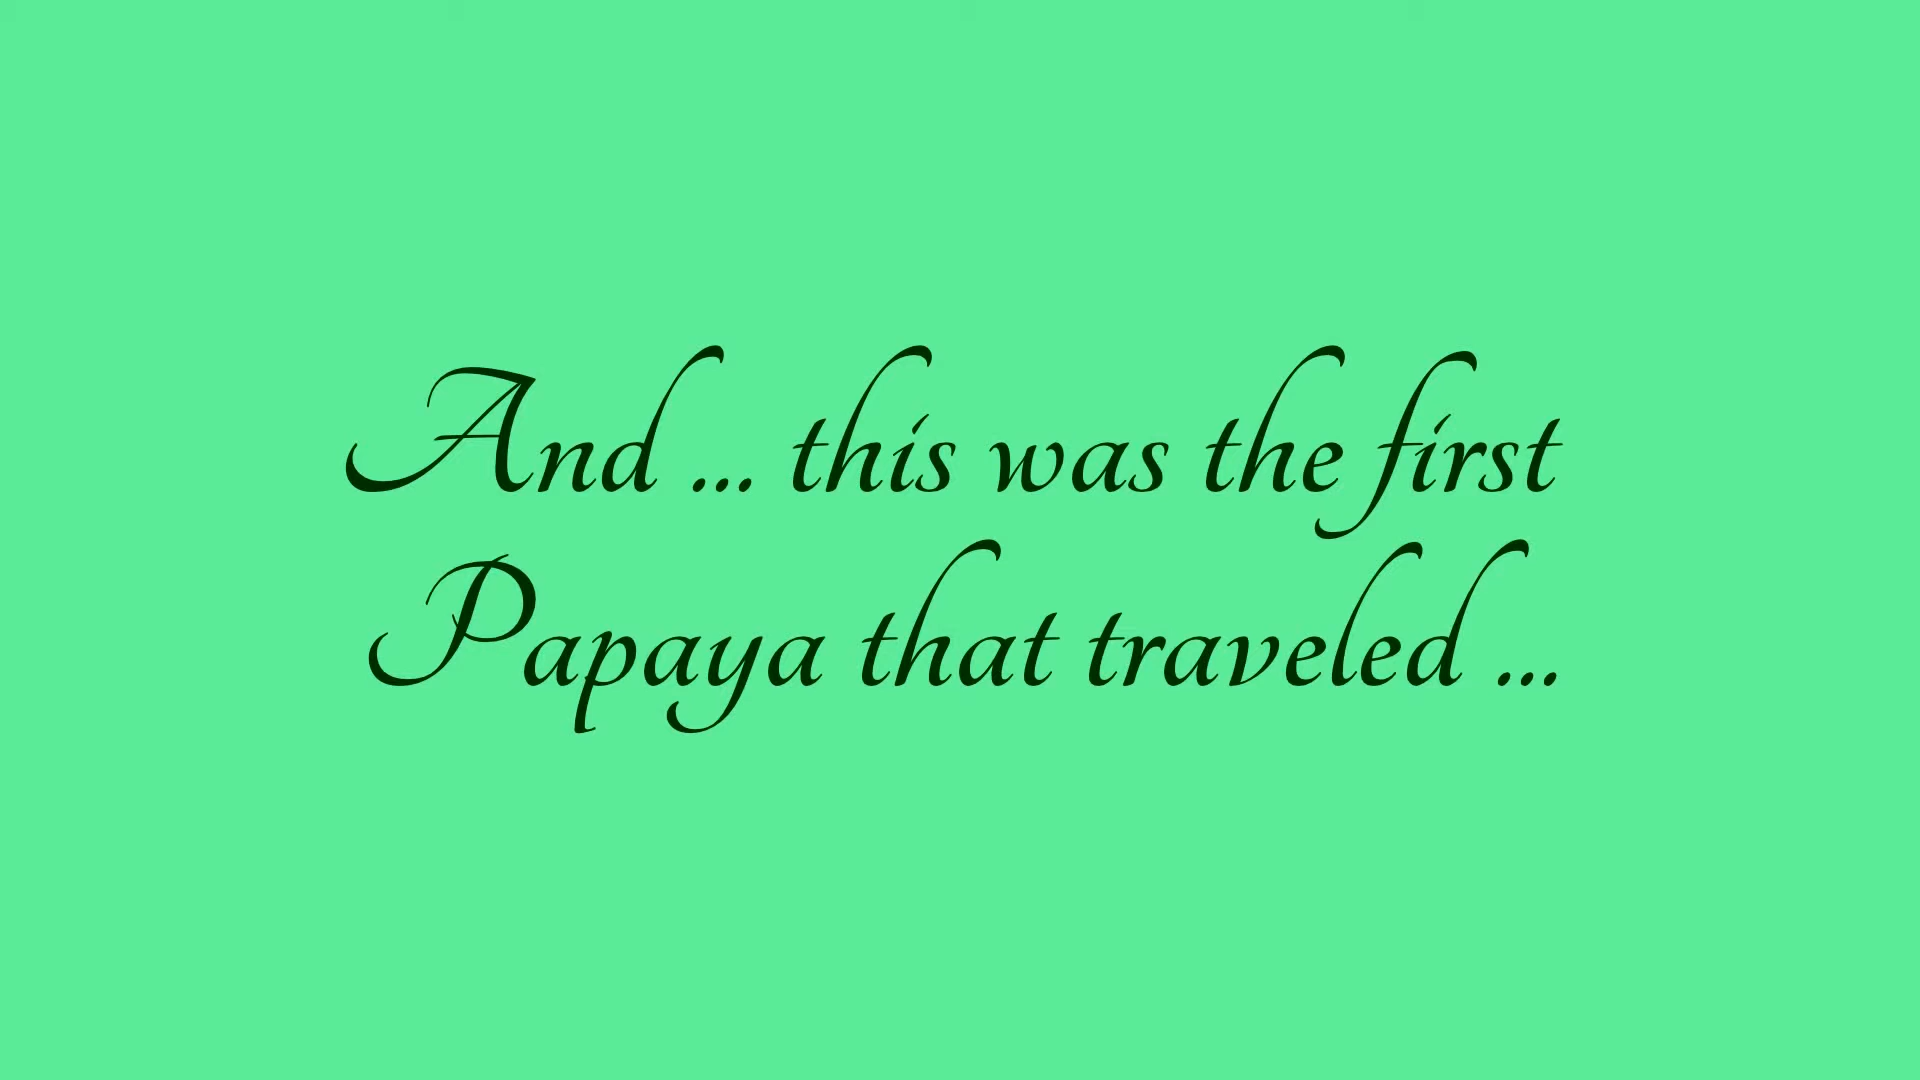 And ... this was the first
Papaya that traveled ...